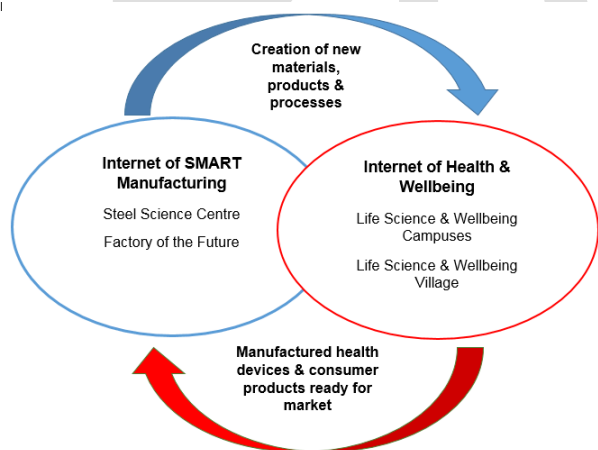 Creation of new
materials,
products &
processes
Internet of SMART
Manufacturing
Steel Science Centre
Factory of the Future
Internet of Health &
Wellbeing
Life Science & Wellbeing
Campuses
Life Science & Wellbeing
Village
Manufactured health
devices & consumer
products ready for
market